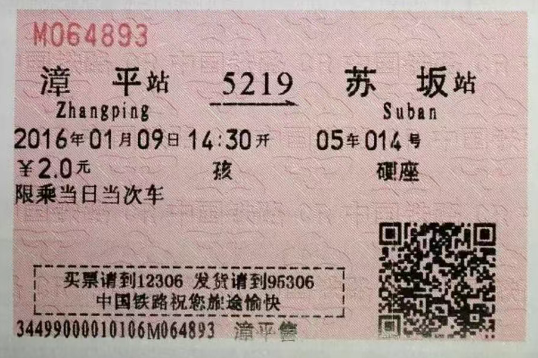 M064893
漳平站 5219 苏坂站
Zhangping Suban
2016年01月09日14:30开 05车014号
￥2.0元 孩 硬座
限乘当日当次车
买票请到12306 发货请到95306
中国铁路祝您旅途愉快
34499000010106M064893 漳平售